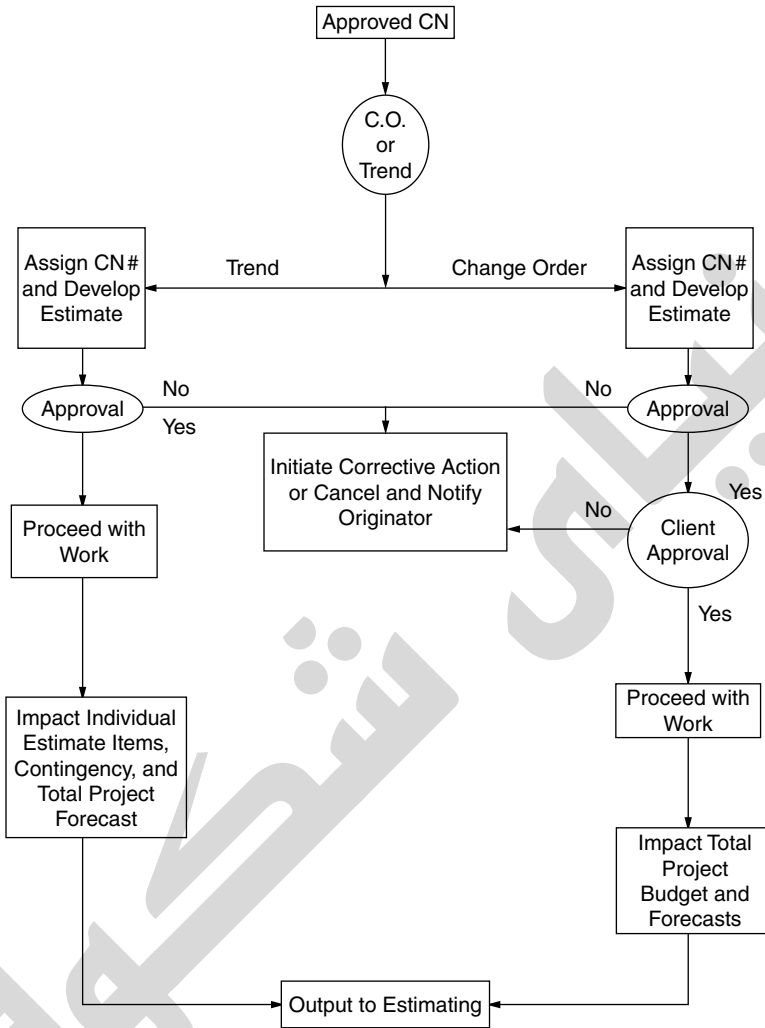 Approved CN
C.O.
or
Trend
Assign CN#
and Develop
Estimate
Trend
Change Order
Assign CN#
and Develop
Estimate
Approval
No
Yes
No
Approval
Initiate Corrective Action
or Cancel and Notify
Originator
No
Yes
Client
Approval
Yes
Proceed with
Work
Impact Individual
Estimate Items,
Contingency, and
Total Project
Forecast
Proceed with
Work
Impact Total
Project
Budget and
Forecasts
Output to Estimating